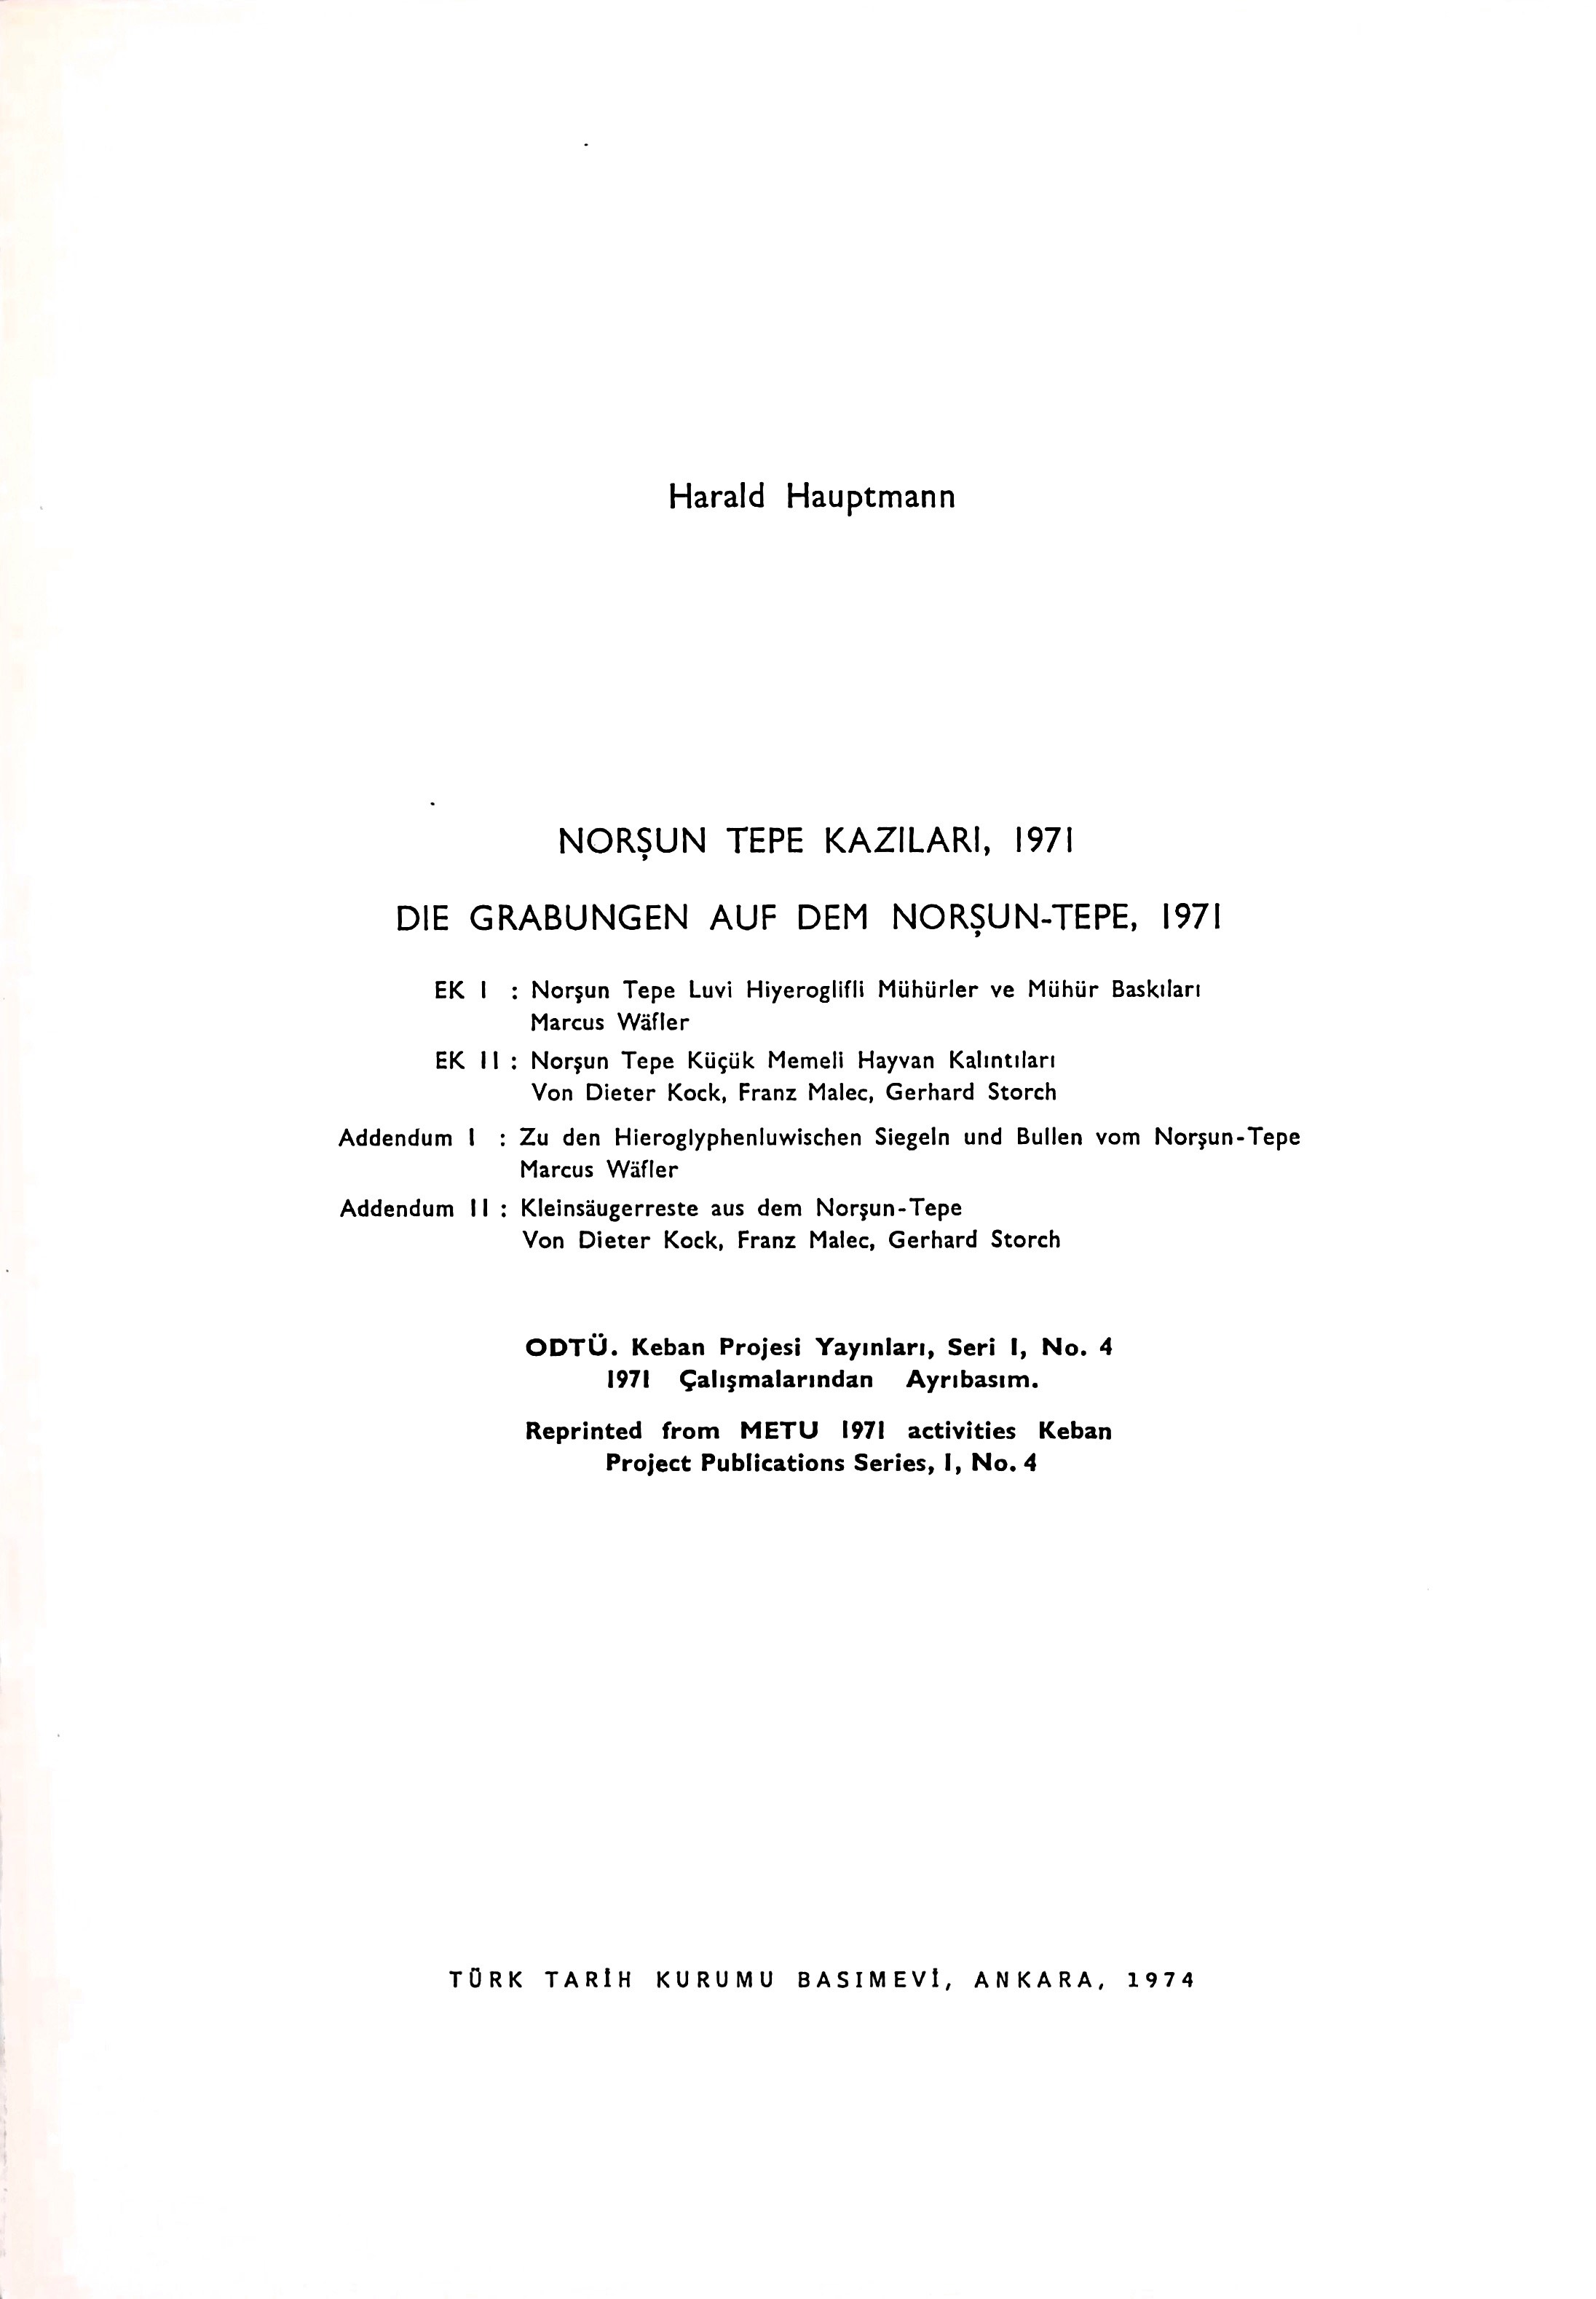 Harald Hauptmann
NORŞUN TEPE KAZILARI, 1971
DIE GRABUNGEN AUF DEM NORŞUN-TEPE, 1971
EK I : Norşun Tepe Luvi Hiyeroglifli Mühürler ve Mühür Baskıları
Marcus Wäfler
EK II : Norşun Tepe Küçük Memeli Hayvan Kalıntıları
Von Dieter Kock, Franz Malec, Gerhard Storch
Addendum I : Zu den Hieroglyphenluwischen Siegeln und Bullen vom Norşun-Tepe
Marcus Wäfler
Addendum II : Kleinsäugerreste aus dem Norşun-Tepe
Von Dieter Kock, Franz Malec, Gerhard Storch
ODTÜ. Keban Projesi Yayınları, Seri I, No. 4
1971 Çalışmalarından Ayrıbasım.
Reprinted from METU 1971 activities Keban
Project Publications Series, I, No. 4
TÜRK TARİH KURUMU BASIMEVİ, ANKARA, 1974